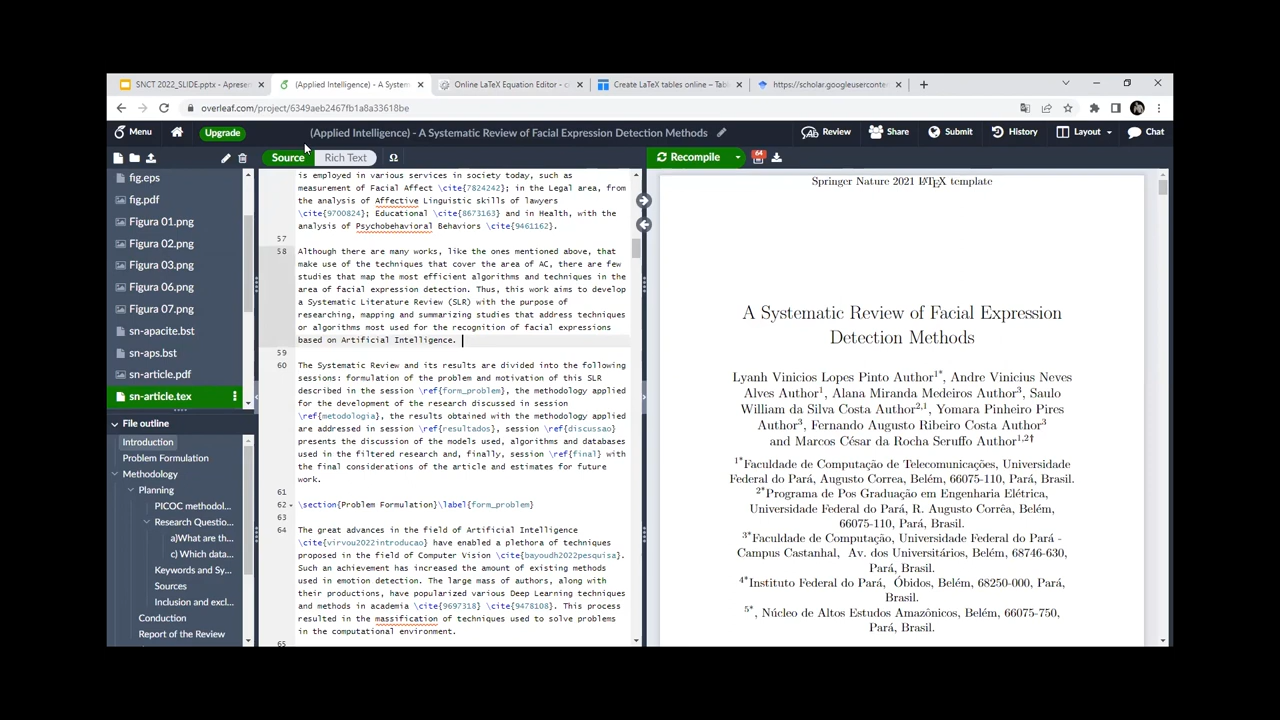 SNCT 2022_SLIDE.pptx - Apresen
(Applied Intelligence) - A System
Online LaTeX Equation Editor - c
Create LaTeX tables online – Tab
https://scholar.googleuserconte
overleaf.com/project/6349aeb2467fb1a8a33618be
Menu
Upgrade
(Applied Intelligence) - A Systematic Review of Facial Expression Detection Methods
Review
Share
Submit
History
Layout
Chat
Source
Rich Text
Ω
Recompile
64
fig.eps
fig.pdf
Figura 01.png
Figura 02.png
Figura 03.png
Figura 06.png
Figura 07.png
sn-apacite.bst
sn-aps.bst
sn-article.pdf
sn-article.tex
File outline
Introduction
Problem Formulation
Methodology
Planning
PICOC methodol...
Research Questio...
a)What are th...
c) Which data...
Keywords and Sy...
Sources
Inclusion and excl...
Conduction
Report of the Review
is employed in various services in society today, such as
measurement of Facial Affect \cite{7824242}; in the Legal area, from
the analysis of Affective Linguistic skills of lawyers
\cite{9700824}; Educational \cite{8673163} and in Health, with the
analysis of Psychobehavioral Behaviors \cite{9461162}.
57
58 Although there are many works, like the ones mentioned above, that
make use of the techniques that cover the area of AC, there are few
studies that map the most efficient algorithms and techniques in the
area of facial expression detection. Thus, this work aims to develop
a Systematic Literature Review (SLR) with the purpose of
researching, mapping and summarizing studies that address techniques
or algorithms most used for the recognition of facial expressions
based on Artificial Intelligence.
59
60 The Systematic Review and its results are divided into the following
sessions: formulation of the problem and motivation of this SLR
described in the session \ref{form_problem}, the methodology applied
for the development of the research discussed in session
\ref{metodologia}, the results obtained with the methodology applied
are addressed in session \ref{resultados}, session \ref{discussao}
presents the discussion of the models used, algorithms and databases
used in the filtered research and, finally, session \ref{final} with
the final considerations of the article and estimates for future
work.
61
62 \section{Problem Formulation}\label{form_problem}
63
64 The great advances in the field of Artificial Intelligence
\cite{virvou2022introducao} have enabled a plethora of techniques
proposed in the field of Computer Vision \cite{bayoudh2022pesquisa}.
Such an achievement has increased the amount of existing methods
used in emotion detection. The large mass of authors, along with
their productions, have popularized various Deep Learning techniques
and methods in academia \cite{9697318} \cite{9478108}. This process
resulted in the massification of techniques used to solve problems
in the computational environment.
65
Springer Nature 2021 LATEX template
A Systematic Review of Facial Expression
Detection Methods
Lyanh Vinicios Lopes Pinto Author1*, Andre Vinicius Neves
Alves Author1, Alana Miranda Medeiros Author3, Saulo
William da Silva Costa Author2,1, Yomara Pinheiro Pires
Author3, Fernando Augusto Ribeiro Costa Author3
and Marcos César da Rocha Seruffo Author1,2†
1*Faculdade de Computação de Telecomunicações, Universidade
Federal do Pará, Augusto Correa, Belém, 66075-110, Pará, Brasil.
2*Programa de Pos Graduação em Engenharia Elétrica,
Universidade Federal do Pará, R. Augusto Corrêa, Belém,
66075-110, Pará, Brasil.
3*Faculdade de Computação, Universidade Federal do Pará -
Campus Castanhal, Av. dos Universitários, Belém, 68746-630,
Pará, Brasil.
4*Instituto Federal do Pará, Óbidos, Belém, 68250-000, Pará,
Brasil.
5*, Núcleo de Altos Estudos Amazônicos, Belém, 66075-750,
Pará, Brasil.